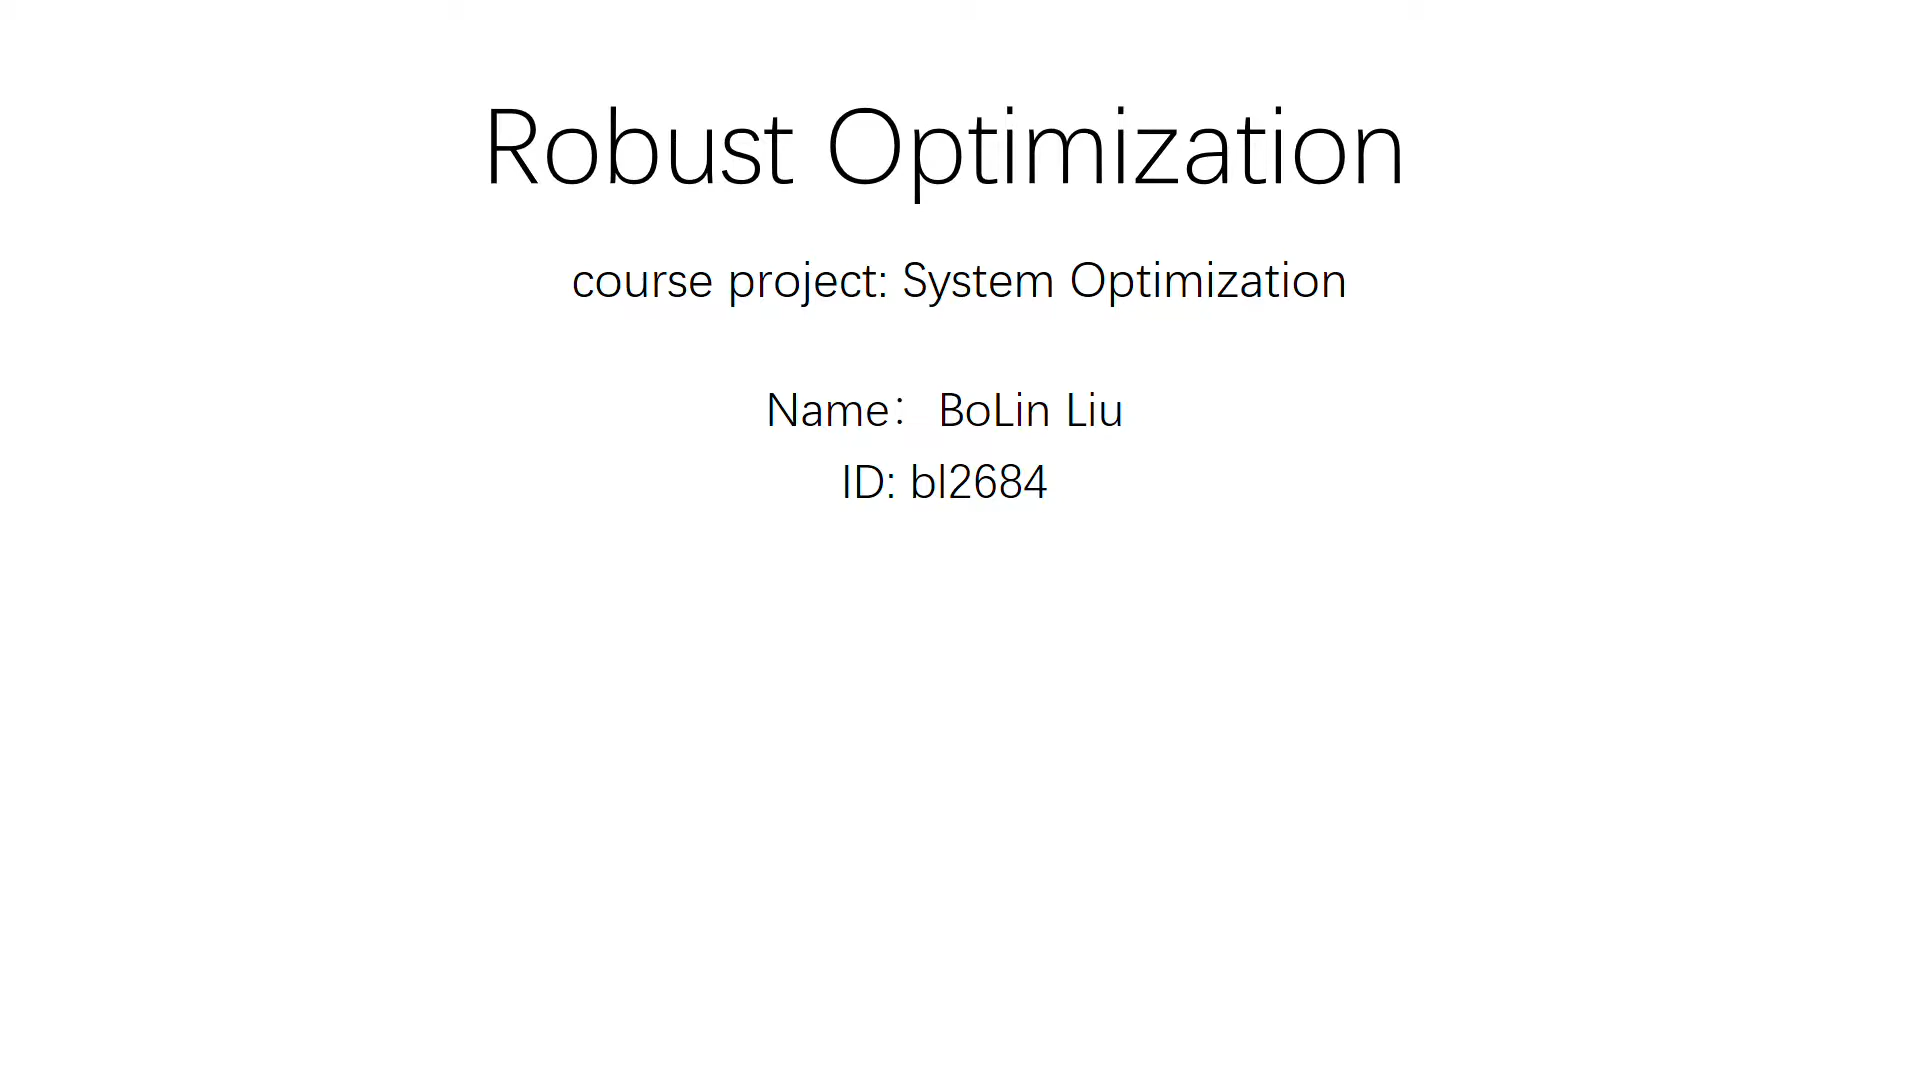 Robust Optimization
course project: System Optimization
Name： BoLin Liu
ID: bl2684